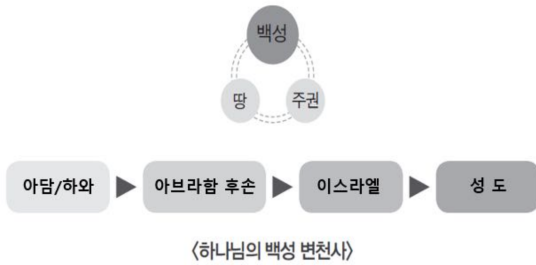 백성
땅 주권
아담/하와 ▶ 아브라함 후손 ▶ 이스라엘 ▶ 성 도
〈하나님의 백성 변천사〉